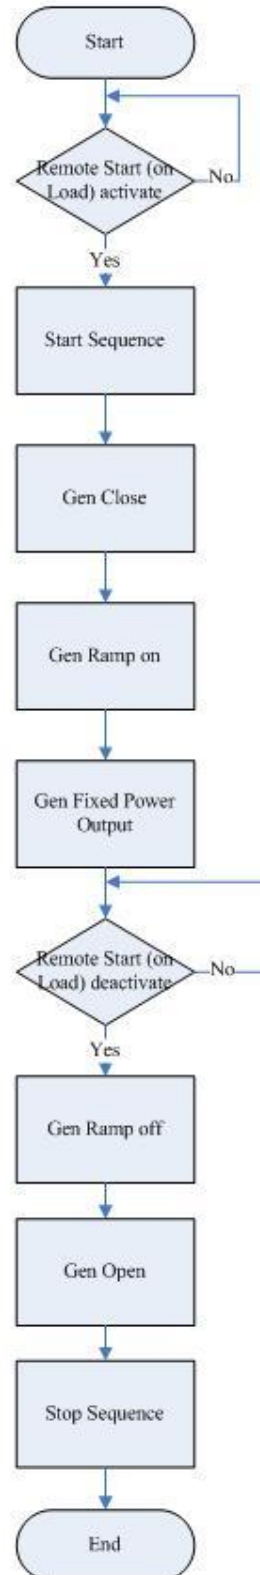 Start
Remote Start (on
Load) activate
No
Yes
Start Sequence
Gen Close
Gen Ramp on
Gen Fixed Power
Output
Remote Start (on
Load) deactivate
No
Yes
Gen Ramp off
Gen Open
Stop Sequence
End